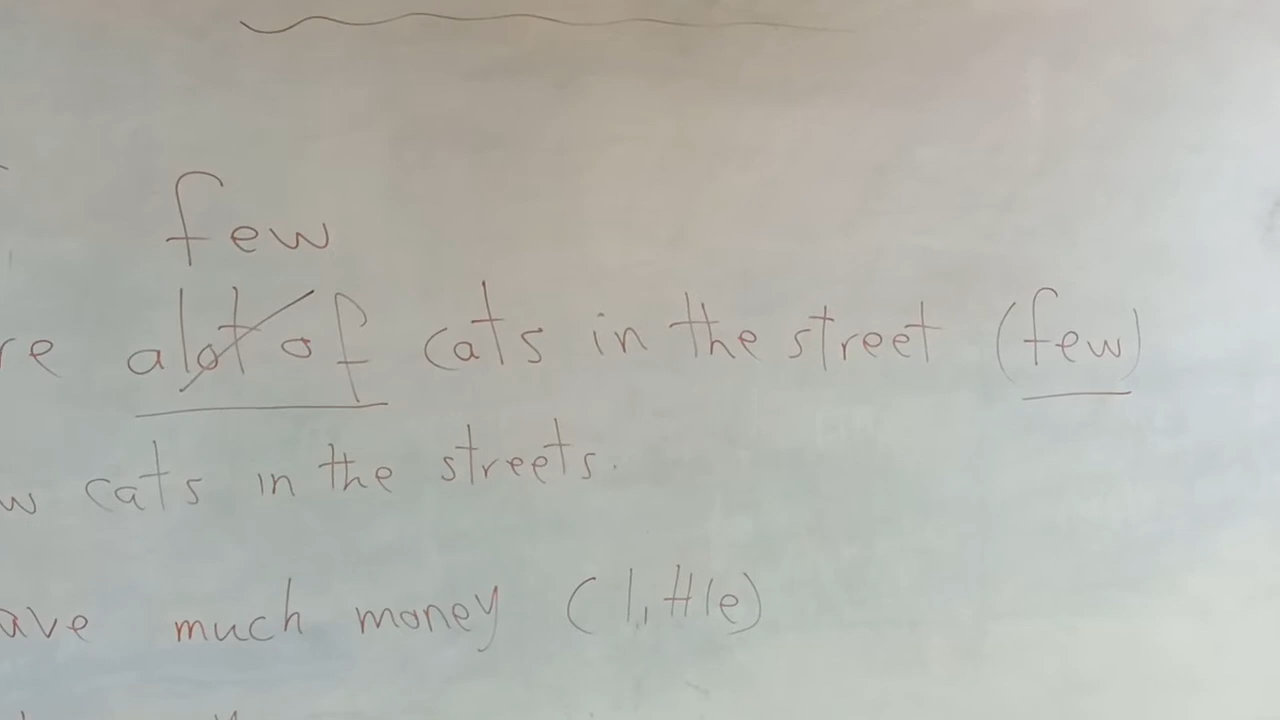 few
re alot of cats in the street (few)
w cats in the streets.
ave much money (little)